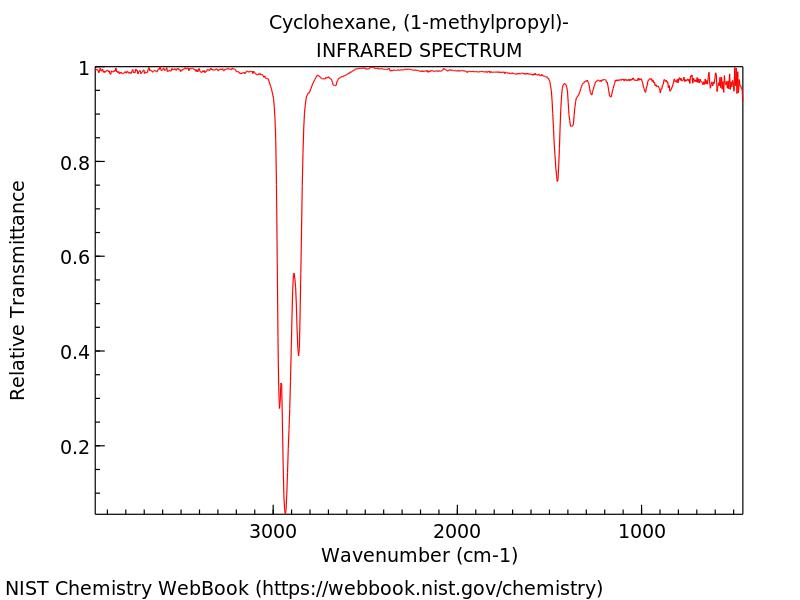 Cyclohexane, (1-methylpropyl)-
INFRARED SPECTRUM
1
0.8
0.6
0.4
0.2
Relative Transmittance
3000 2000 1000
Wavenumber (cm-1)
NIST Chemistry WebBook (https://webbook.nist.gov/chemistry)